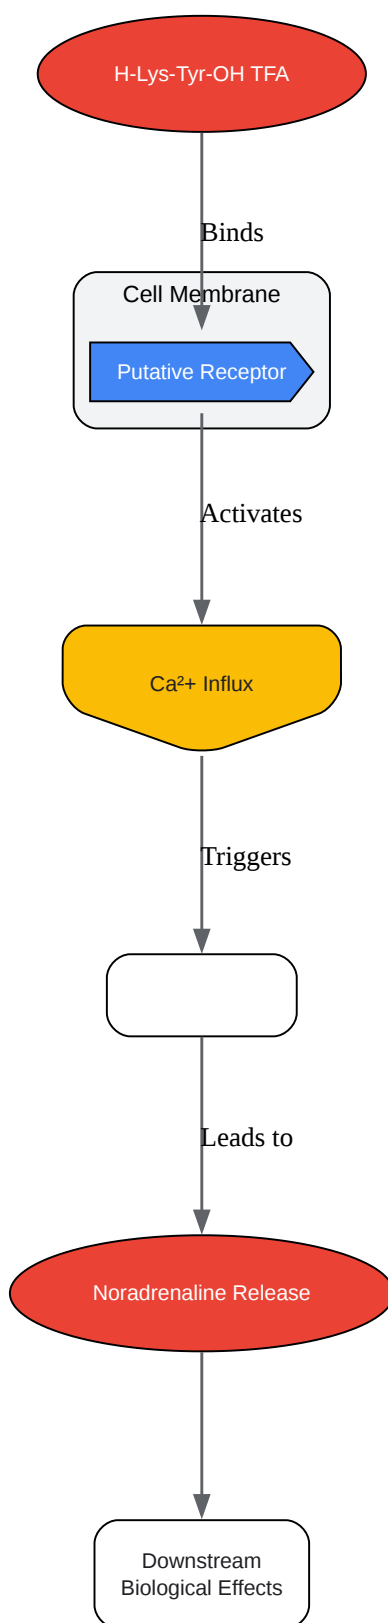 H-Lys-Tyr-OH TFA
Binds
Cell Membrane
Putative Receptor
Activates
Ca²+ Influx
Triggers
Leads to
Noradrenaline Release
Downstream
Biological Effects